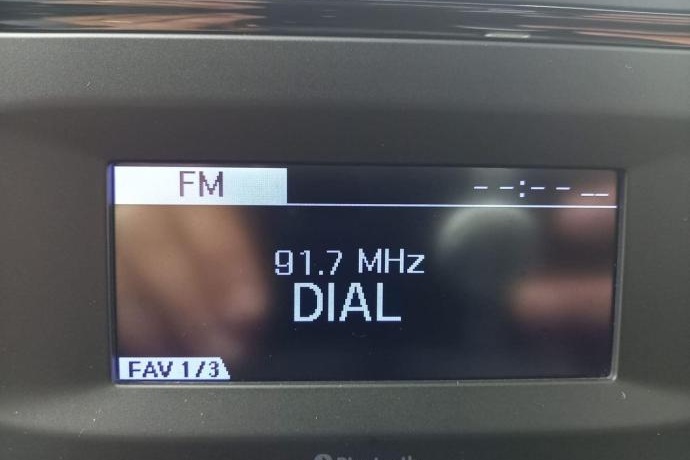 FM --:-- --
91.7 MHz
DIAL
FAV 1/3